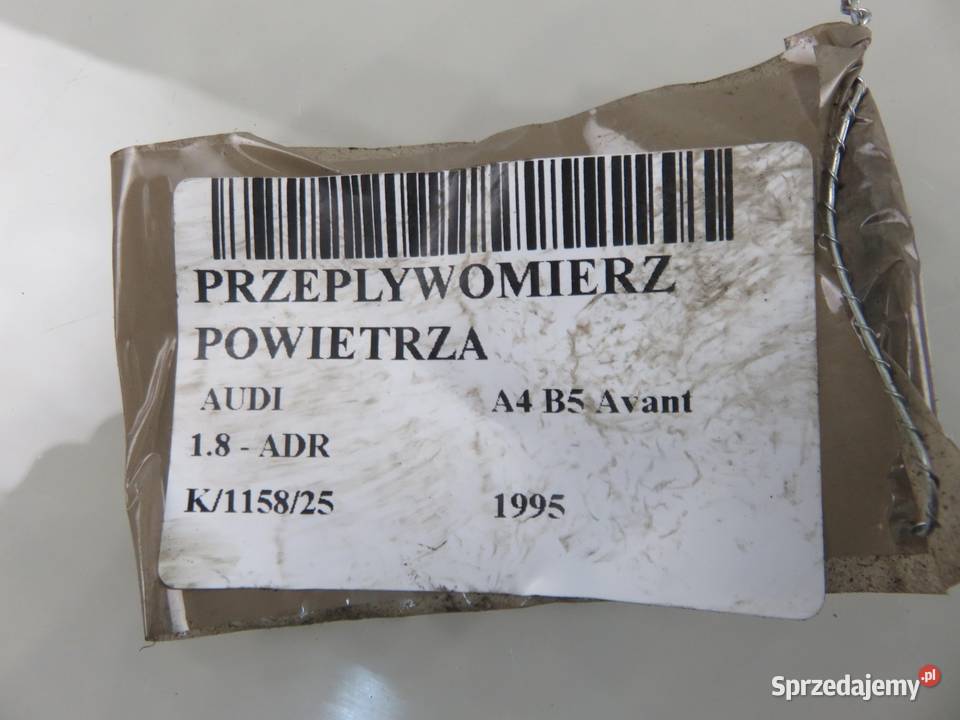 PRZEPLYWOMIERZ
POWIETRZA
AUDI A4 B5 Avant
1.8 - ADR
K/1158/25 1995
Sprzedajemy.pl